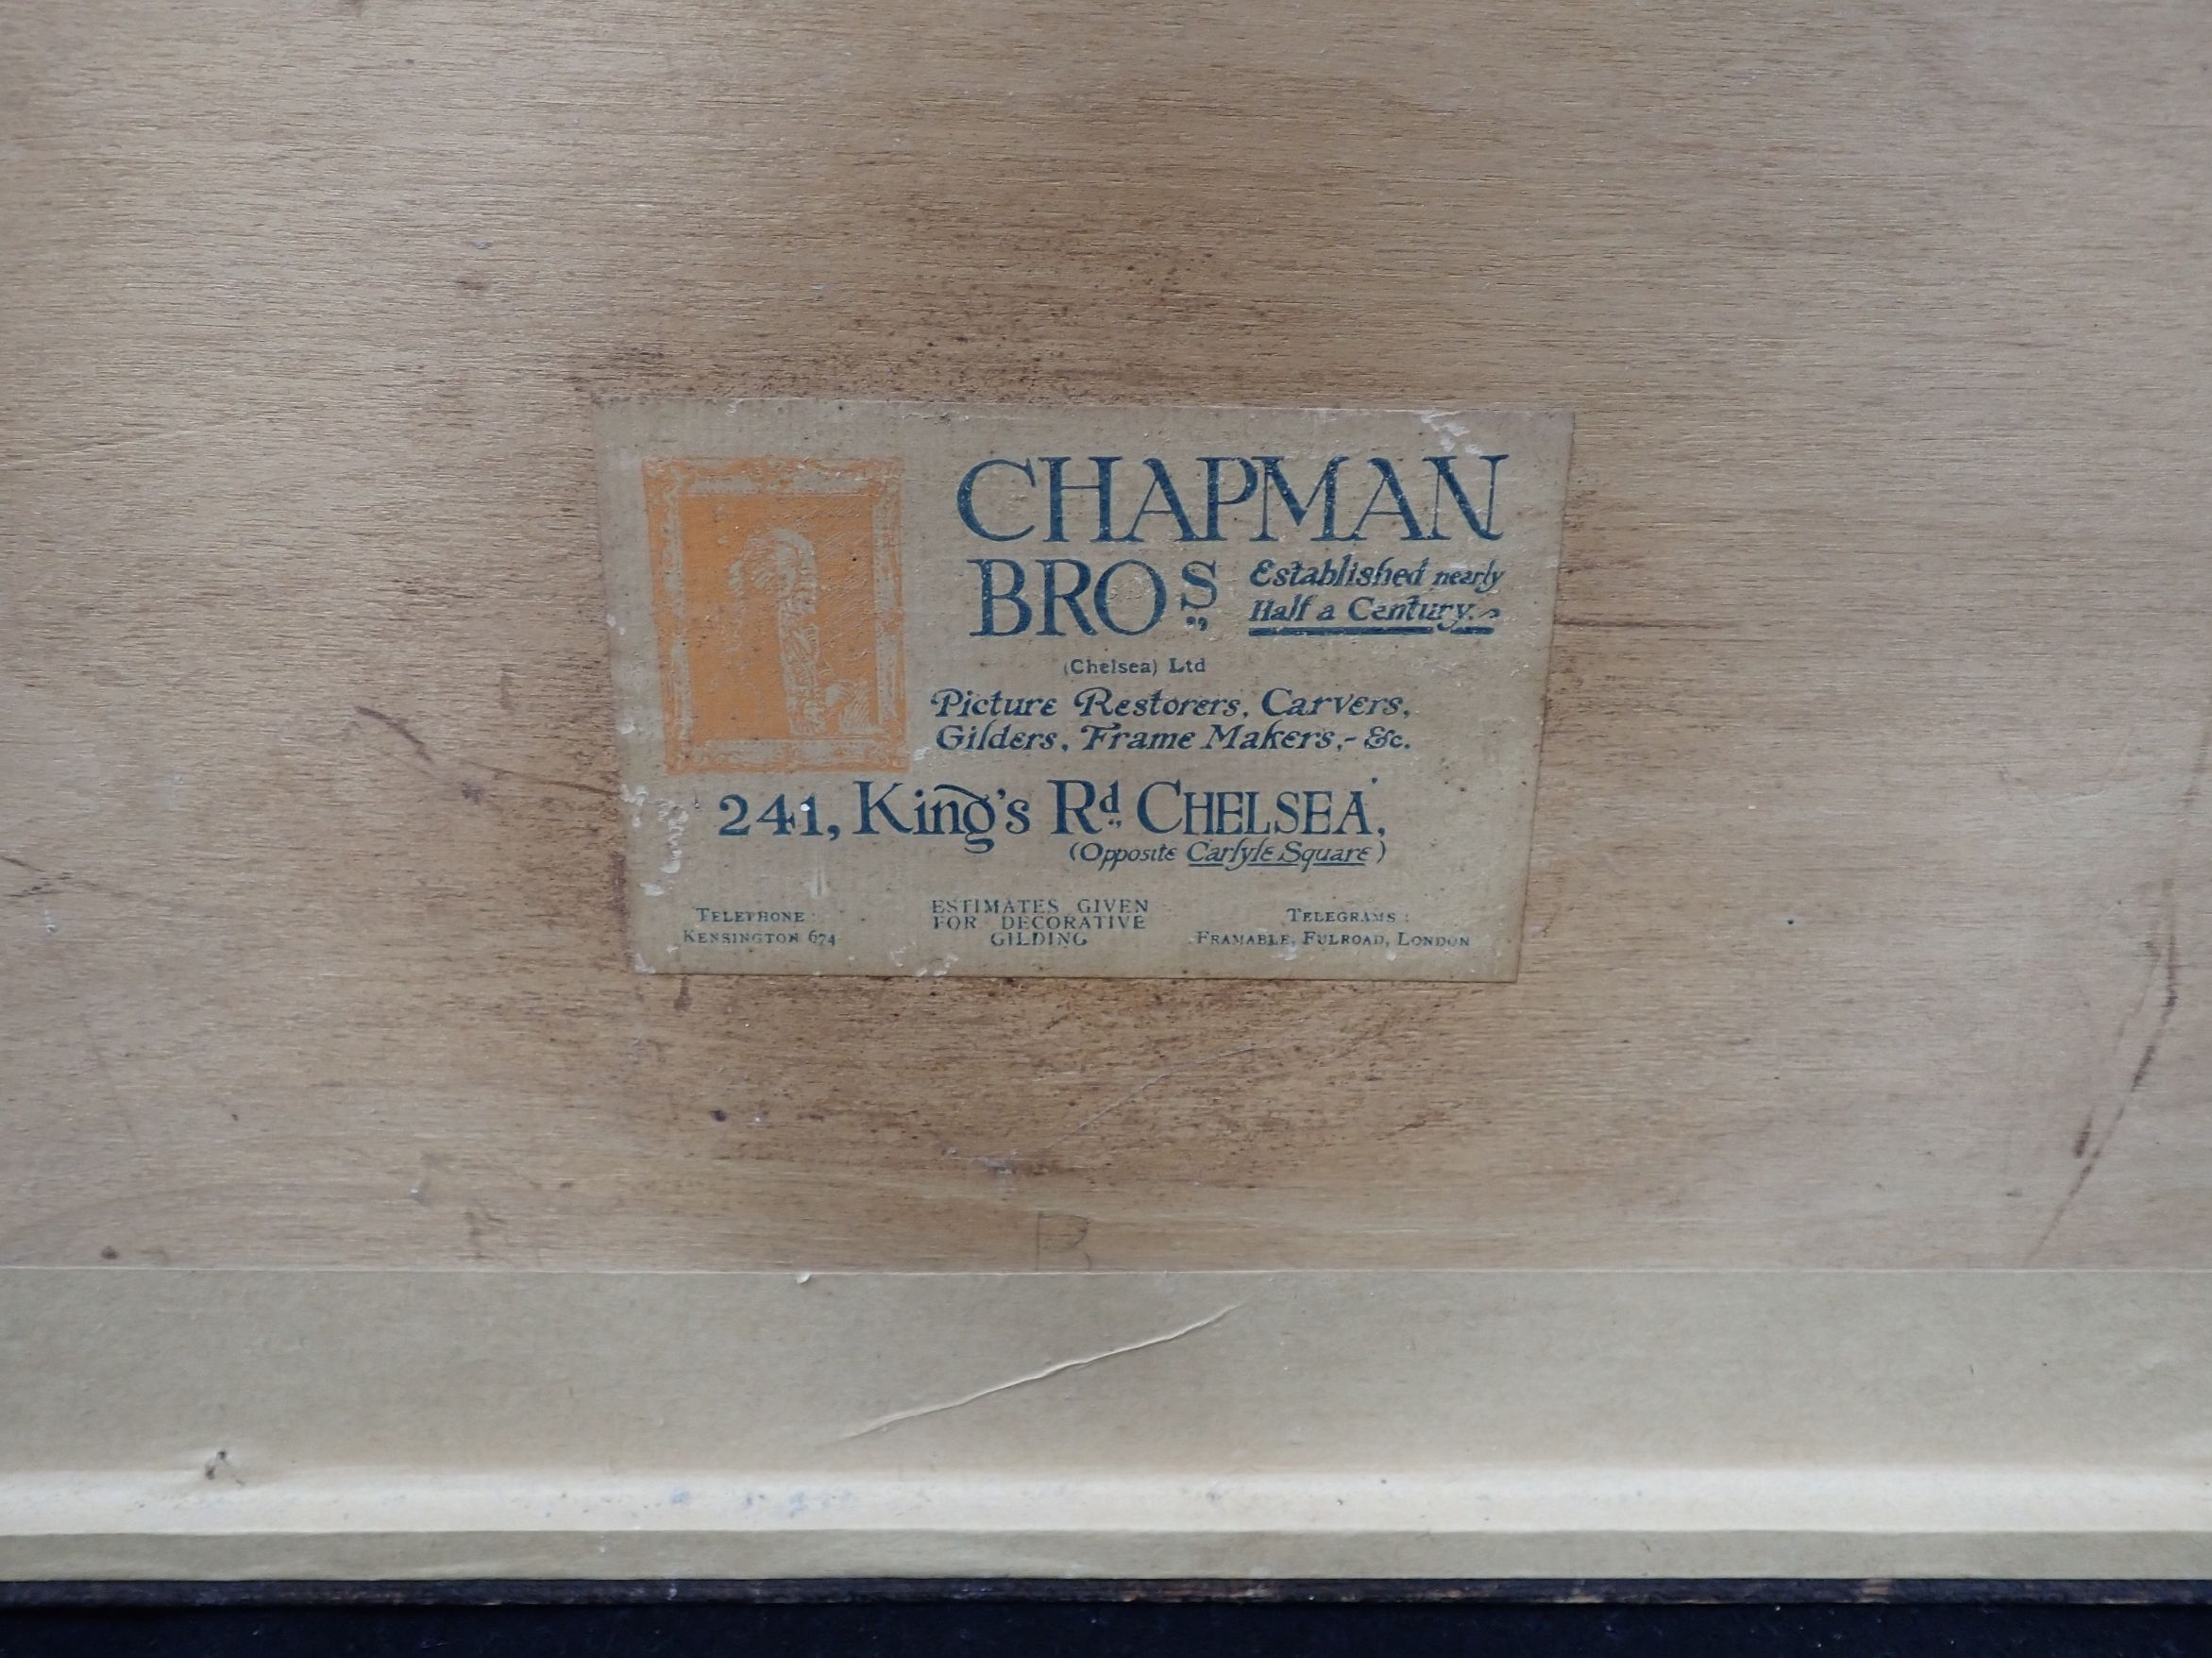 CHAPMAN
BROS
Established nearly
Half a Century.
(Chelsea) Ltd
Picture Restorers, Carvers,
Gilders, Frame Makers,- &c.
241, King's Rd CHELSEA,
(Opposite Carlyle Square)
TELEPHONE:
KENSINGTON 674
ESTIMATES GIVEN
FOR DECORATIVE
GILDING
TELEGRAMS:
FRAMABLE, FULROAD, LONDON
B